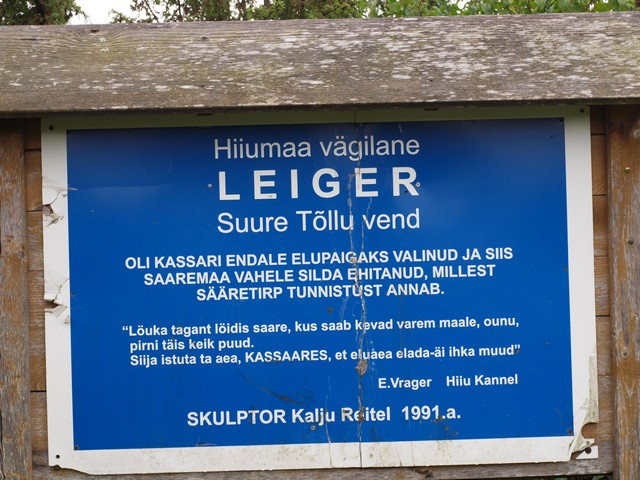 Hiiumaa vägilane
LEIGER
Suure Tõllu vend
OLI KASSARI ENDALE ELUPAIGAKS VALINUD JA SIIS
SAAREMAA VAHELE SILDA EHITANUD, MILLEST
SÄÄRETIRP TUNNISTUST ANNAB.
“Lõuka tagant löidis saare, kus saab kevad varem maale, ounu,
pirni täis keik puud.
Siija istuta ta aea, KASSAARES, et eluaea elada-äi ihka muud”
E.Vrager Hiiu Kannel
SKULPTOR Kalju Reitel 1991.a.